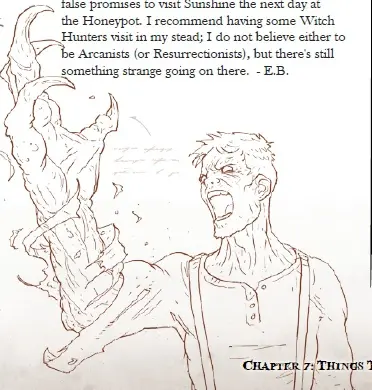 false promises to visit Sunshine the next day at
the Honeypot. I recommend having some Witch
Hunters visit in my stead; I do not believe either to
be Arcanists (or Resurrectionists), but there's still
something strange going on there. - E.B.
CHAPTER 7: THINGS T